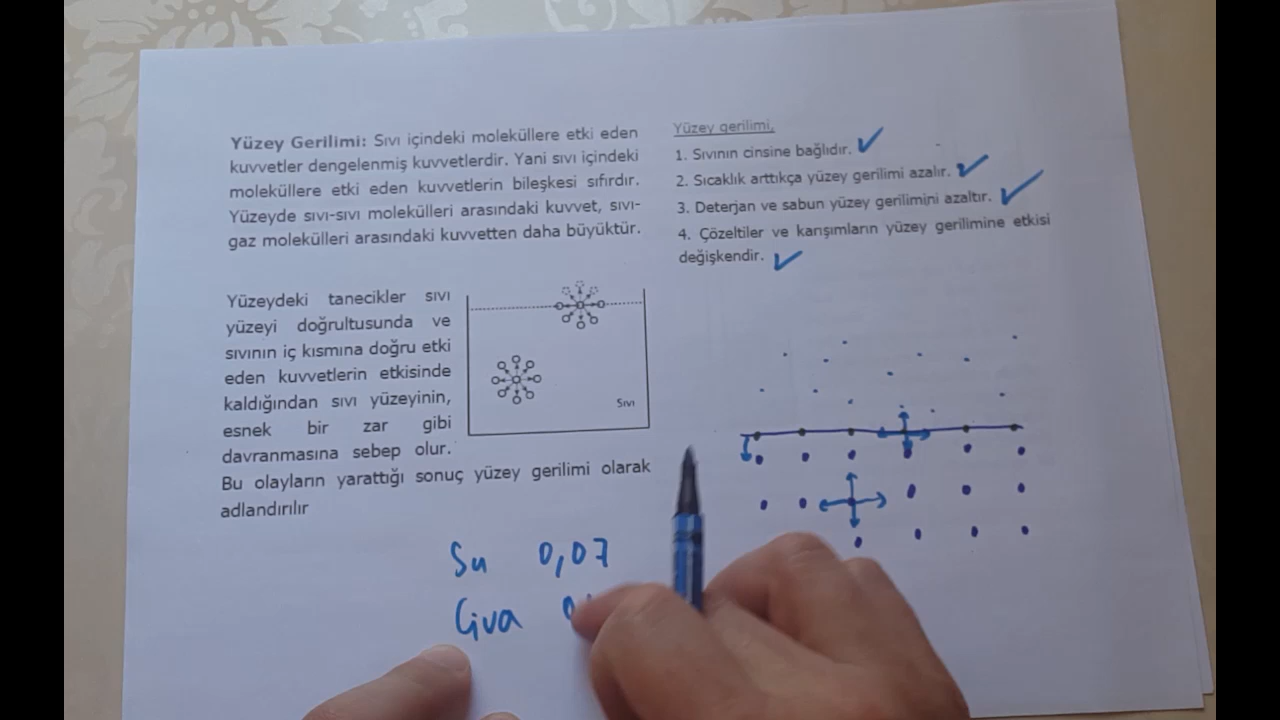 Yüzey Gerilimi: Sıvı içindeki moleküllere etki eden
kuvvetler dengelenmiş kuvvetlerdir. Yani sıvı içindeki
moleküllere etki eden kuvvetlerin bileşkesi sıfırdır.
Yüzeyde sıvı-sıvı molekülleri arasındaki kuvvet, sıvı-
gaz molekülleri arasındaki kuvvetten daha büyüktür.
Yüzeydeki tanecikler sıvı
yüzeyi doğrultusunda ve
sıvının iç kısmına doğru etki
eden kuvvetlerin etkisinde
kaldığından sıvı yüzeyinin,
esnek bir zar gibi
davranmasına sebep olur.
Bu olayların yarattığı sonuç yüzey gerilimi olarak
adlandırılır
Sıvı
Su 0,07
Civa
Yüzey gerilimi,
1. Sıvının cinsine bağlıdır.
2. Sıcaklık arttıkça yüzey gerilimi azalır.
3. Deterjan ve sabun yüzey gerilimini azaltır.
4. Çözeltiler ve karışımların yüzey gerilimine etkisi
değişkendir.